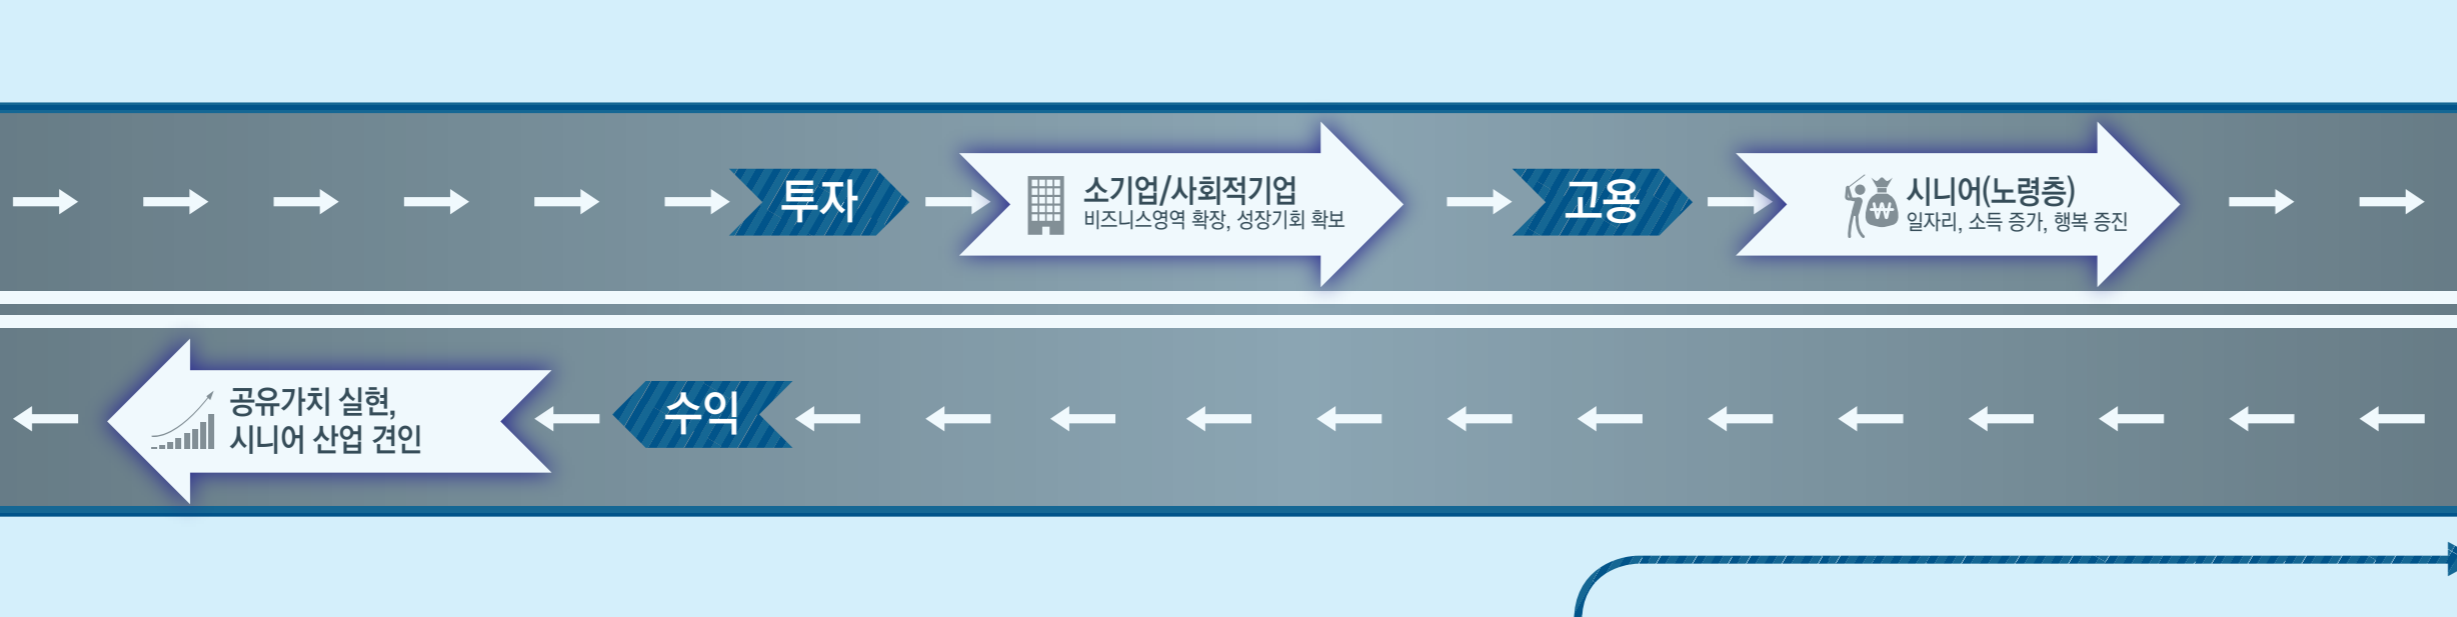 투자
소기업/사회적기업
비즈니스영역 확장, 성장기회 확보
고용
시니어(노령층)
일자리, 소득 증가, 행복 증진
공유가치 실현,
시니어 산업 견인
수익